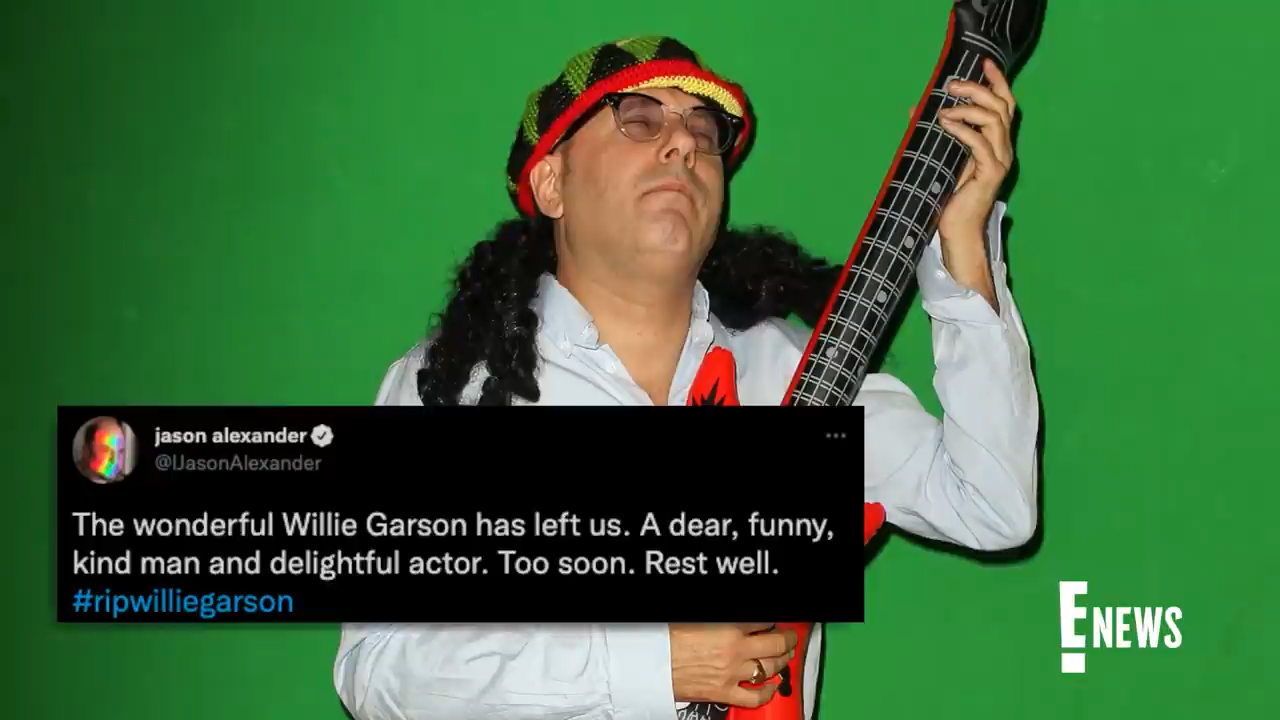 jason alexander
@IJasonAlexander
The wonderful Willie Garson has left us. A dear, funny,
kind man and delightful actor. Too soon. Rest well.
#ripwilliegarson
E NEWS